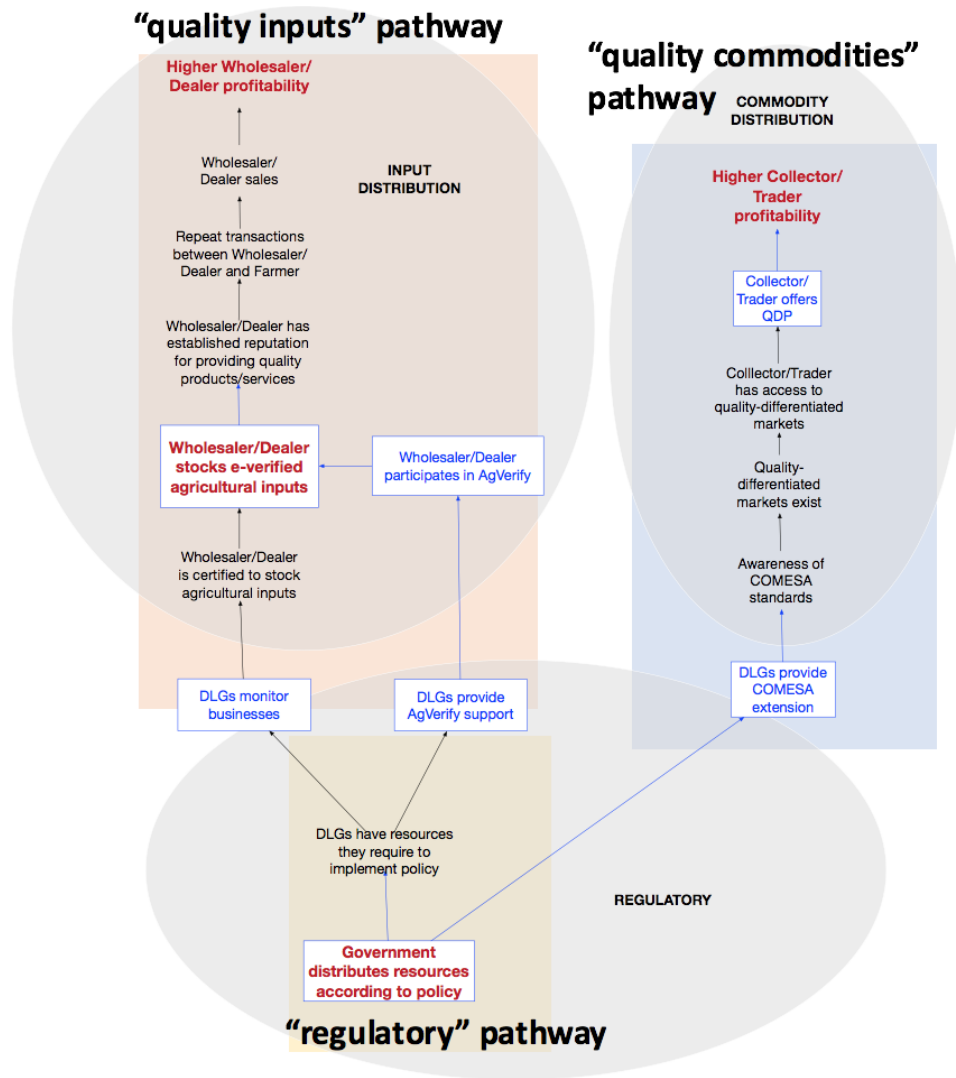 “quality inputs” pathway
Higher Wholesaler/
Dealer profitability
Wholesaler/
Dealer sales
INPUT
DISTRIBUTION
Repeat transactions
between Wholesaler/
Dealer and Farmer
Wholesaler/Dealer has
established reputation
for providing quality
products/services
Wholesaler/Dealer
stocks e-verified
agricultural inputs
Wholesaler/Dealer
participates in AgVerify
Wholesaler/Dealer
is certified to stock
agricultural inputs
DLGs monitor
businesses
DLGs provide
AgVerify support
“quality commodities”
pathway
COMMODITY
DISTRIBUTION
Higher Collector/
Trader
profitability
Collector/
Trader offers
QDP
Colllector/Trader
has access to
quality-differentiated
markets
Quality-
differentiated
markets exist
Awareness of
COMESA
standards
DLGs provide
COMESA
extension
DLGs have resources
they require to
implement policy
REGULATORY
Government
distributes resources
according to policy
“regulatory” pathway